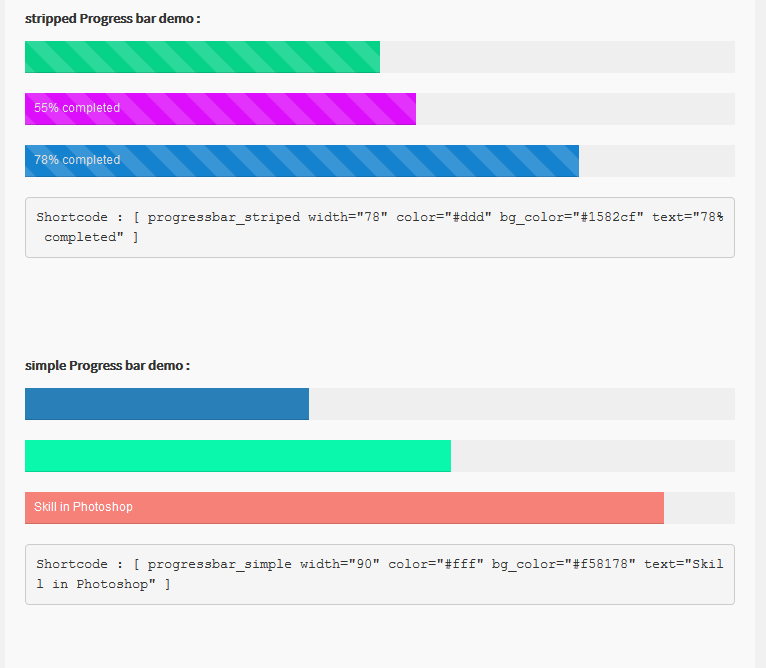 stripped Progress bar demo :
55% completed
78% completed
Shortcode : [ progressbar_striped width="78" color="#ddd" bg_color="#1582cf" text="78%
completed" ]
simple Progress bar demo :
Skill in Photoshop
Shortcode : [ progressbar_simple width="90" color="#fff" bg_color="#f58178" text="Skil
l in Photoshop" ]